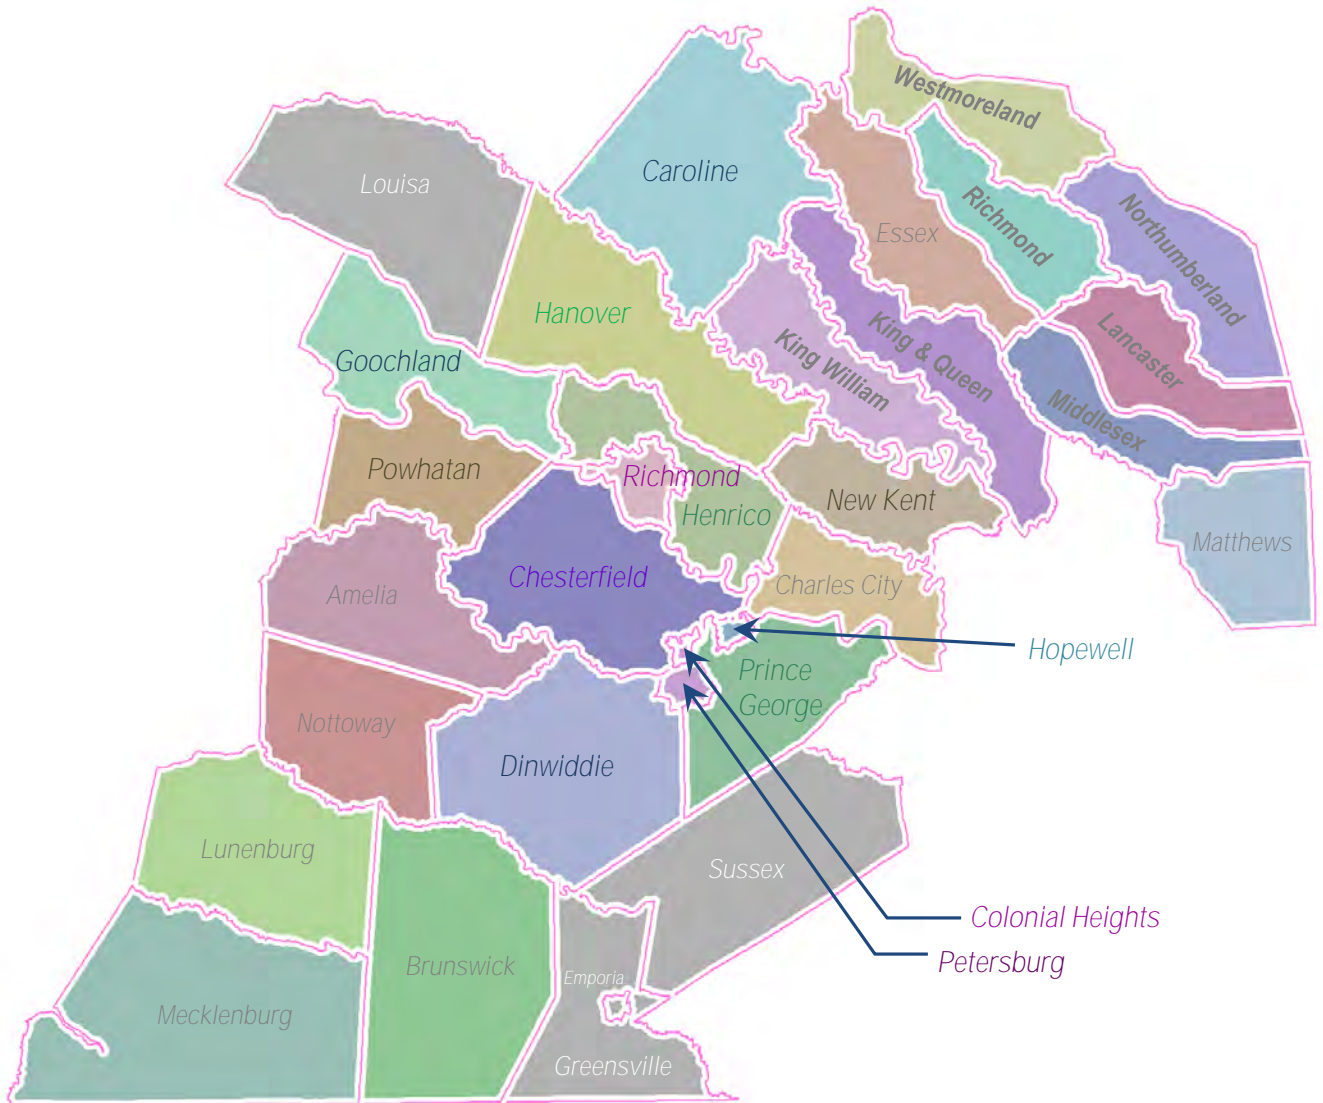 Westmoreland
Caroline
Louisa
Richmond
Northumberland
Essex
Hanover
Lancaster
King & Queen
Goochland
King William
Middlesex
Powhatan
Richmond
New Kent
Henrico
Matthews
Chesterfield
Charles City
Amelia
Hopewell
Prince
George
Nottoway
Dinwiddie
Lunenburg
Sussex
Colonial Heights
Brunswick
Petersburg
Emporia
Mecklenburg
Greensville